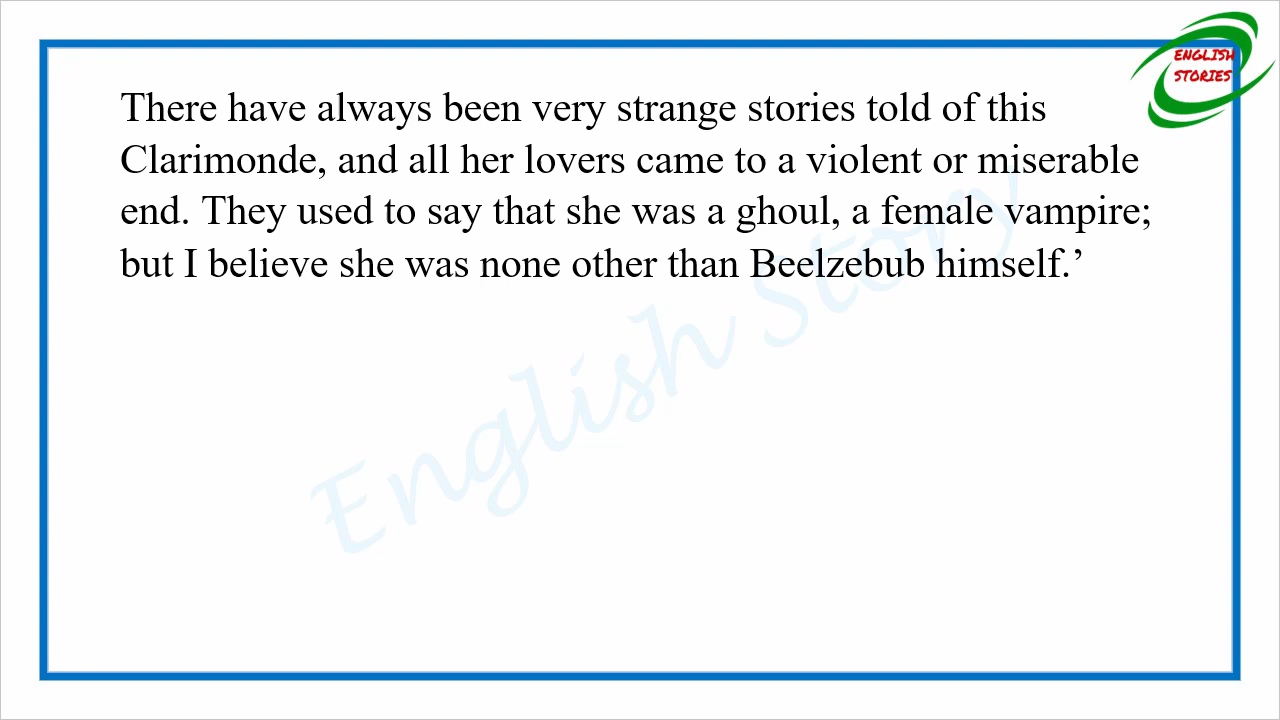 ENGLISH
STORIES
There have always been very strange stories told of this
Clarimonde, and all her lovers came to a violent or miserable
end. They used to say that she was a ghoul, a female vampire;
but I believe she was none other than Beelzebub himself.’
English Story